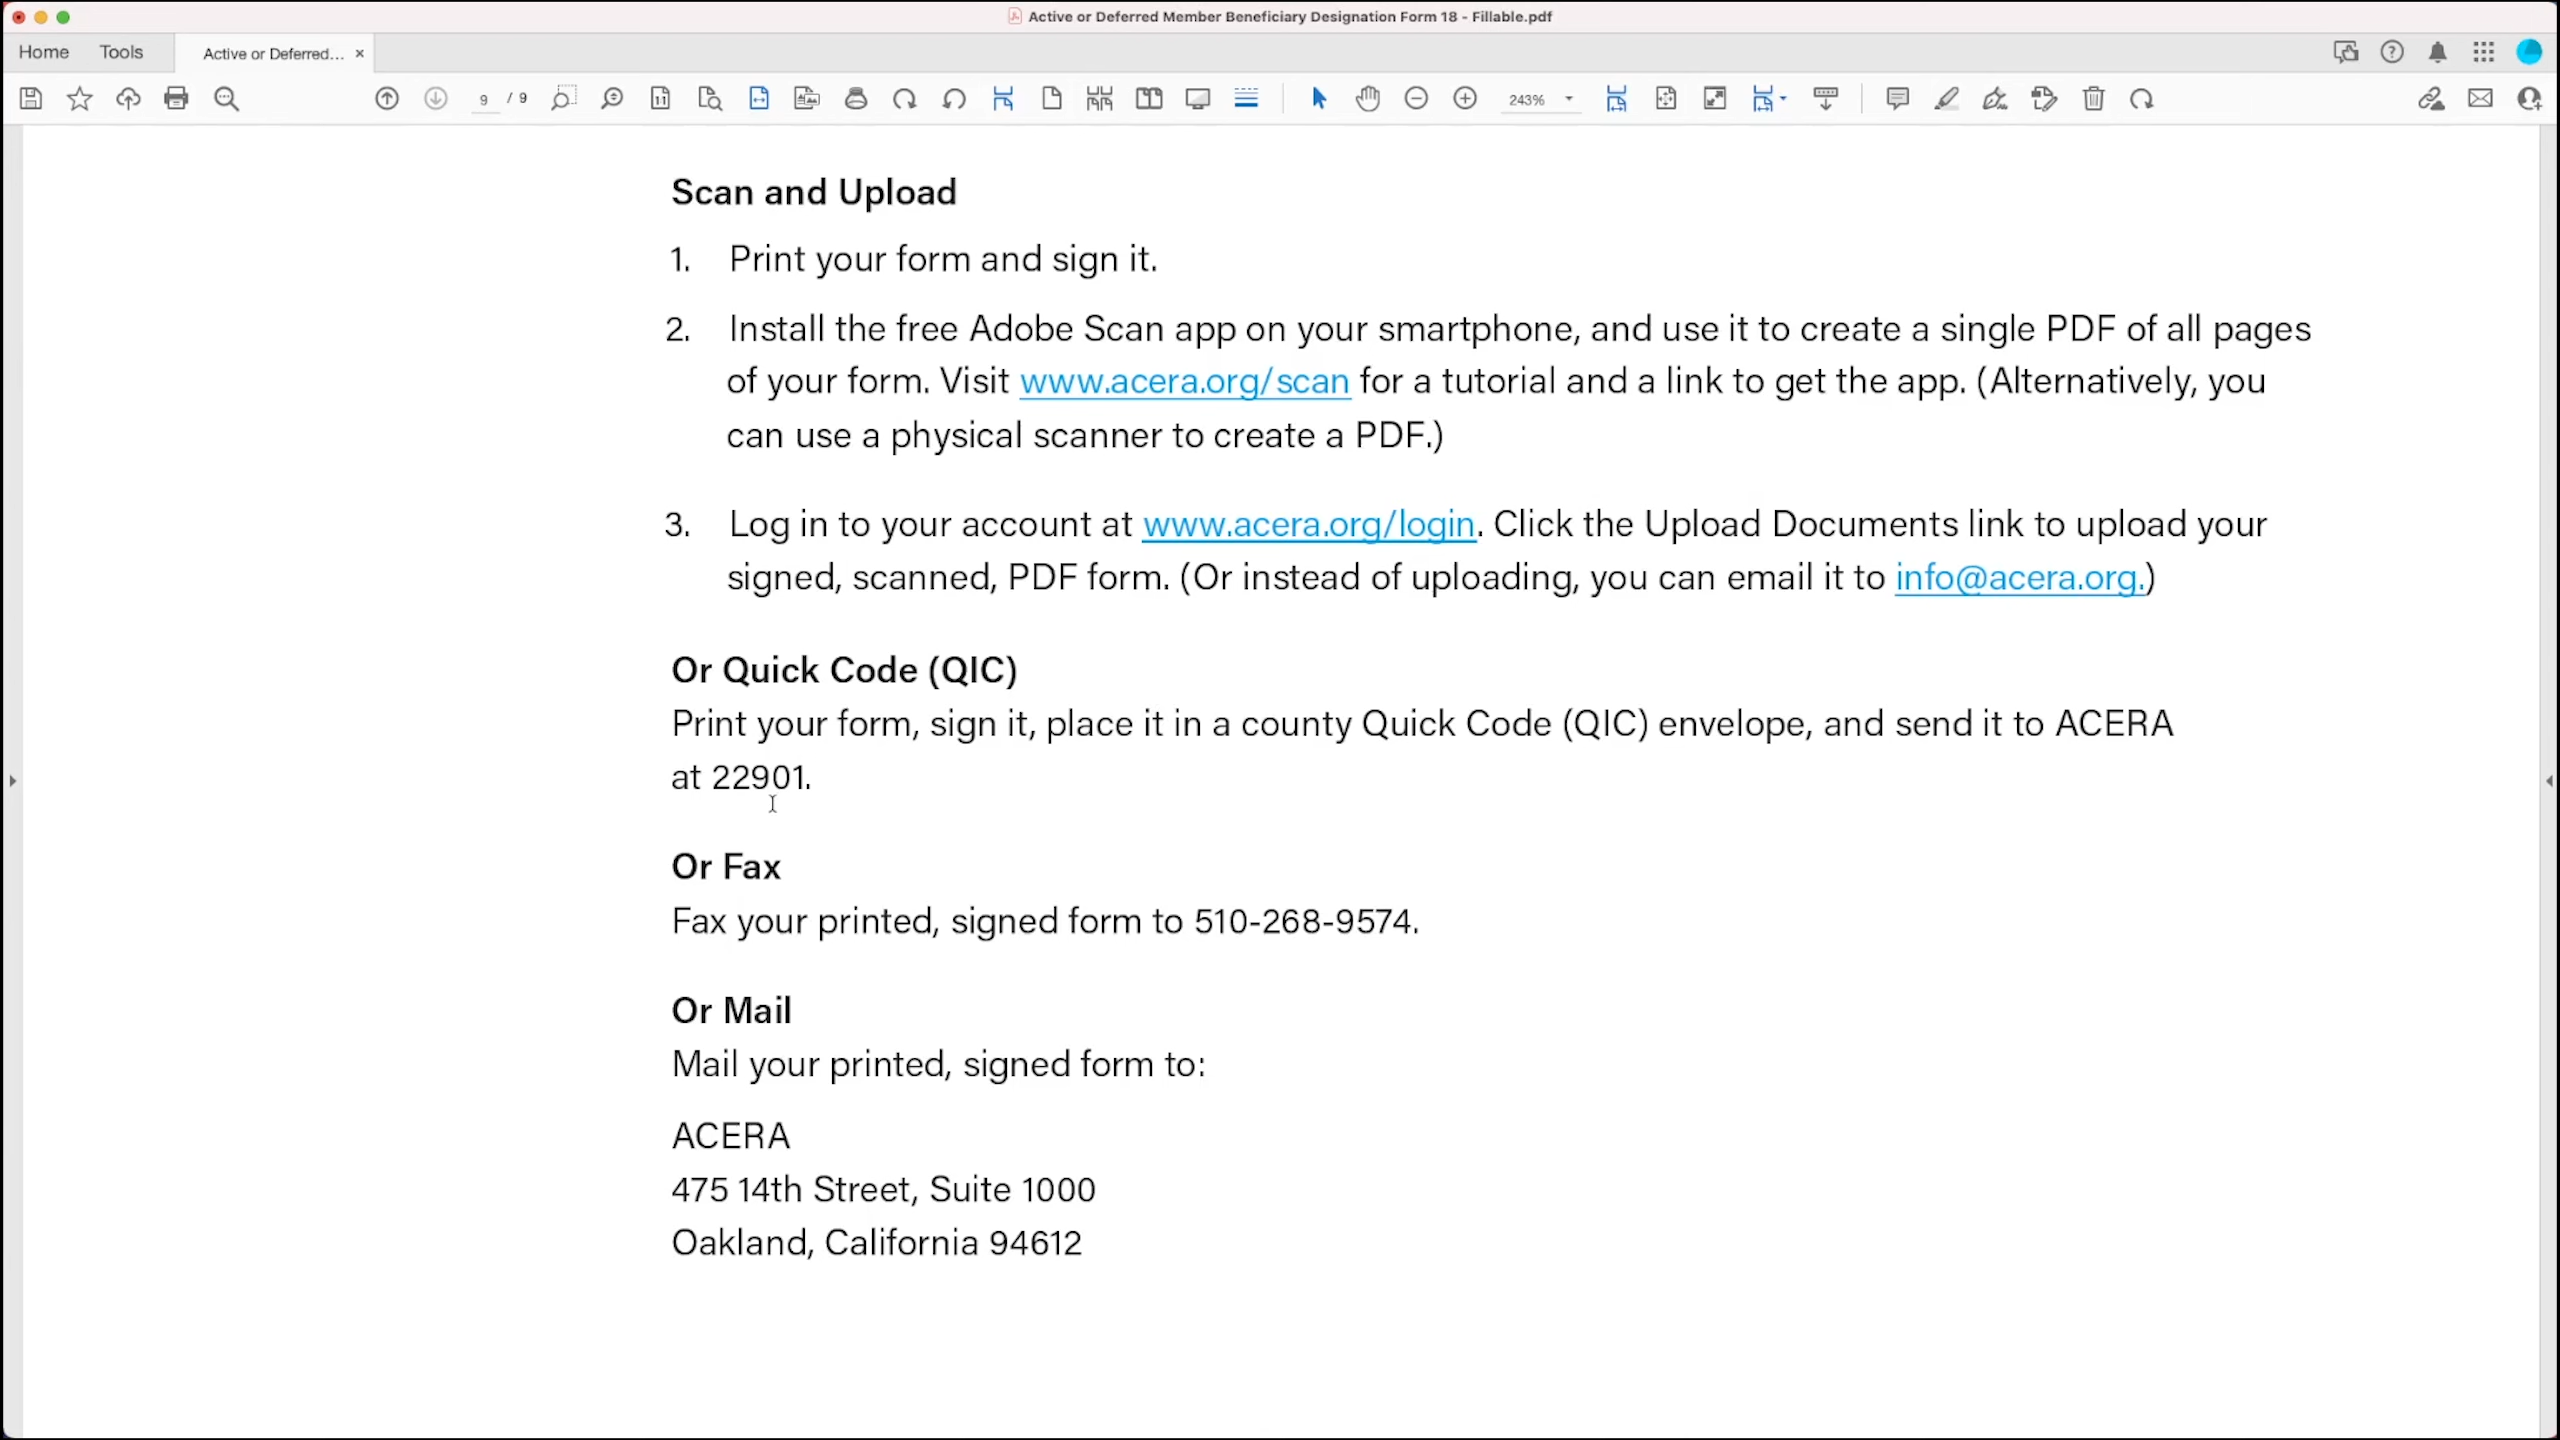 Active or Deferred Member Beneficiary Designation Form 18 - Fillable.pdf
Home Tools Active or Deferred... ×
9 / 9 243%
Scan and Upload
1. Print your form and sign it.
2. Install the free Adobe Scan app on your smartphone, and use it to create a single PDF of all pages
of your form. Visit www.acera.org/scan for a tutorial and a link to get the app. (Alternatively, you
can use a physical scanner to create a PDF.)
3. Log in to your account at www.acera.org/login. Click the Upload Documents link to upload your
signed, scanned, PDF form. (Or instead of uploading, you can email it to info@acera.org.)
Or Quick Code (QIC)
Print your form, sign it, place it in a county Quick Code (QIC) envelope, and send it to ACERA
at 22901.
Or Fax
Fax your printed, signed form to 510-268-9574.
Or Mail
Mail your printed, signed form to:
ACERA
475 14th Street, Suite 1000
Oakland, California 94612